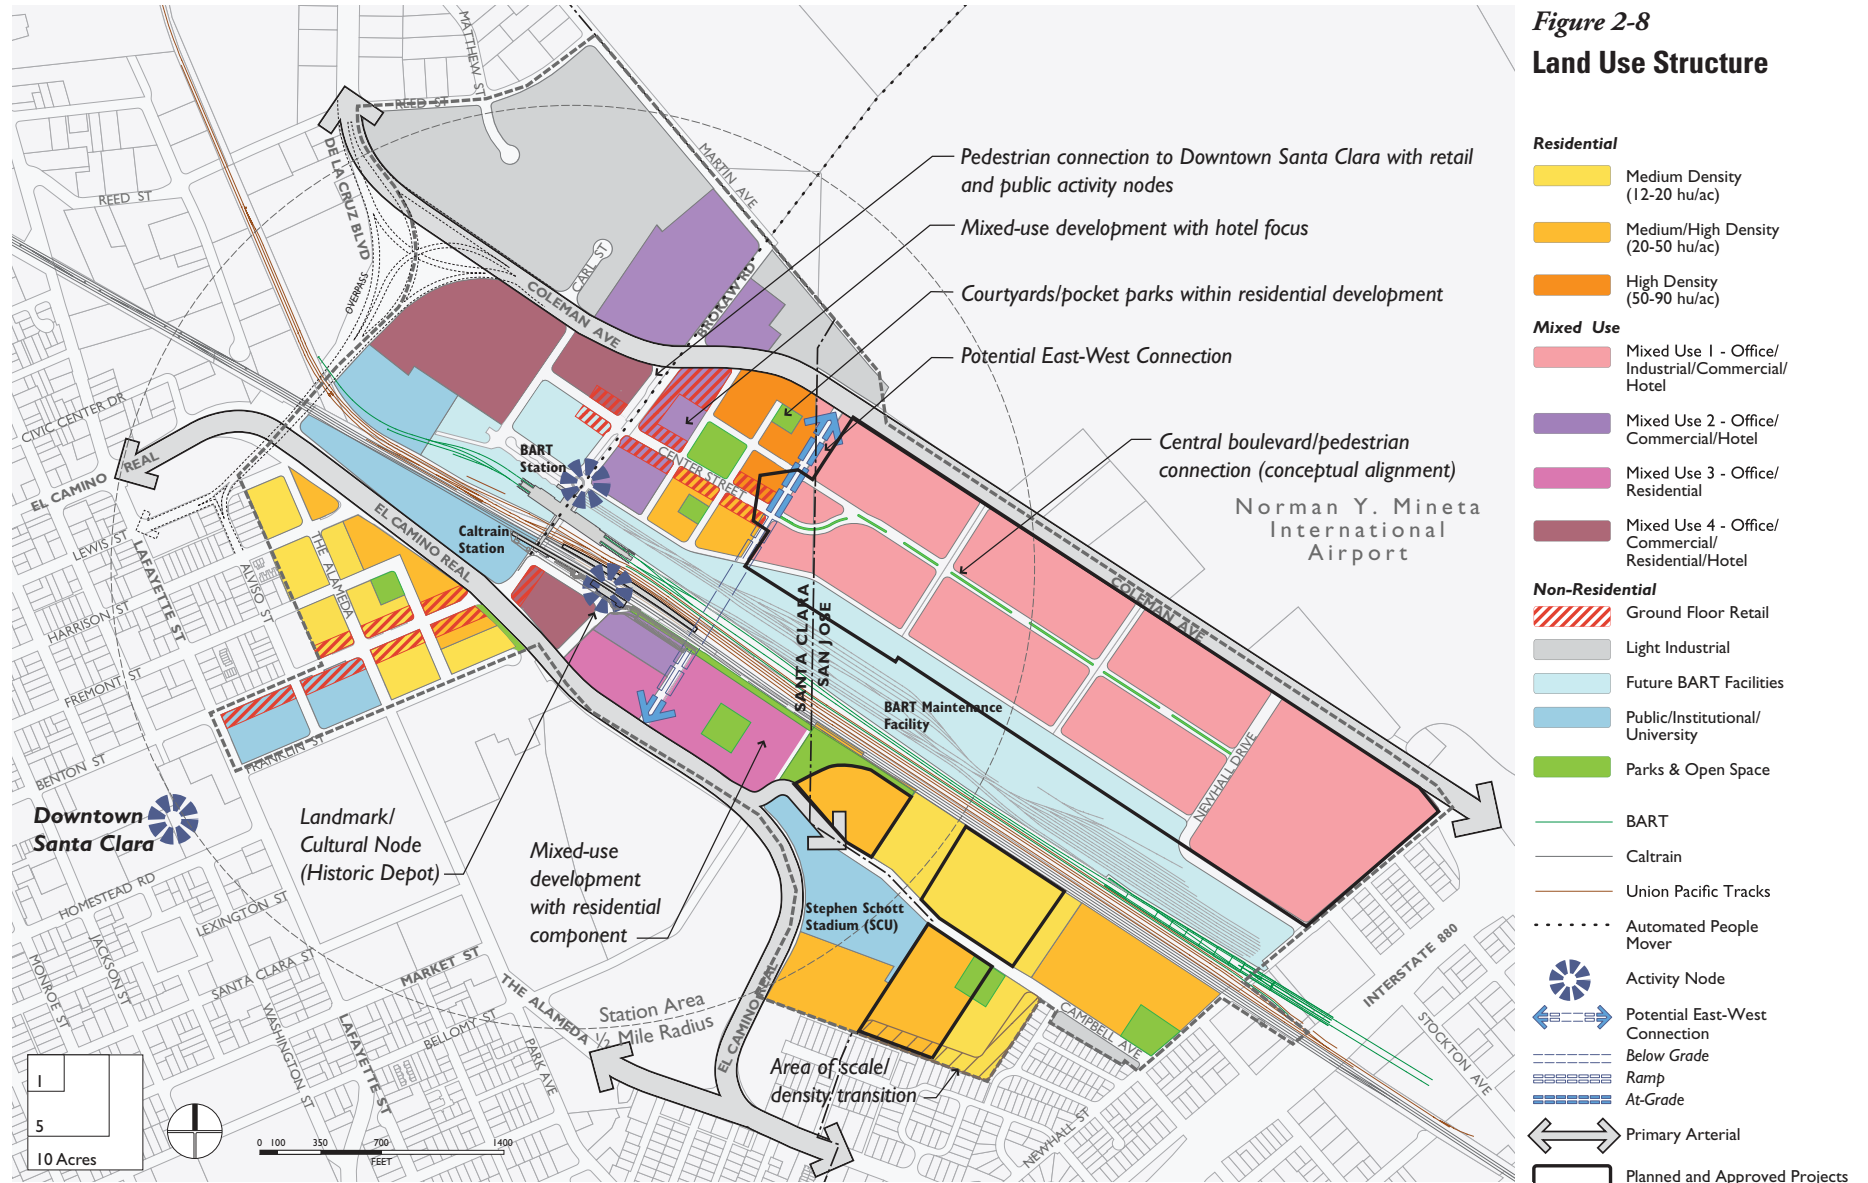 Figure 2-8
Land Use Structure
Residential
Medium Density
(12-20 hu/ac)
Medium/High Density
(20-50 hu/ac)
High Density
(50-90 hu/ac)
Mixed Use
Mixed Use 1 - Office/
Industrial/Commercial/
Hotel
Mixed Use 2 - Office/
Commercial/Hotel
Mixed Use 3 - Office/
Residential
Mixed Use 4 - Office/
Commercial/
Residential/Hotel
Non-Residential
Ground Floor Retail
Light Industrial
Future BART Facilities
Public/Institutional/
University
Parks & Open Space
BART
Caltrain
Union Pacific Tracks
Automated People
Mover
Activity Node
Potential East-West
Connection
Below Grade
Ramp
At-Grade
Primary Arterial
Planned and Approved Projects
MATTHEW ST
REED ST
REED ST
DE LA CRUZ BLVD
OVERPASS
MARTIN AVE
CARL ST
COLEMAN AVE
BROKAW RD
Pedestrian connection to Downtown Santa Clara with retail
and public activity nodes
Mixed-use development with hotel focus
Courtyards/pocket parks within residential development
Potential East-West Connection
Central boulevard/pedestrian
connection (conceptual alignment)
Norman Y. Mineta
International
Airport
CIVIC CENTER DR
EL CAMINO REAL
BART
Station
CENTER STREET
Caltrain
Station
EL CAMINO REAL
LEWIS ST
LAFAYETTE ST
ALVISO ST
THE ALAMEDA
HARRISON ST
FREMONT ST
BENTON ST
FRANKLIN ST
COLEMAN AVE
SANTA CLARA
SAN JOSE
BART Maintenance
Facility
NEWHALL DRIVE
Downtown
Santa Clara
Landmark/
Cultural Node
(Historic Depot)
Mixed-use
development
with residential
component
Stephen Schott
Stadium (SCU)
HOMESTEAD RD
LEXINGTON ST
JACKSON ST
MONROE ST
SANTA CLARA ST
MARKET ST
WASHINGTON ST
LAFAYETTE ST
BELLOMY ST
THE ALAMEDA
PARK AVE
Station Area
1/2 Mile Radius
EL CAMINO REAL
Area of scale/
density transition
CAMPBELL AVE
NEWHALL ST
INTERSTATE 880
STOCKTON AVE
1
5
10 Acres
0 100 350 700 1400
FEET